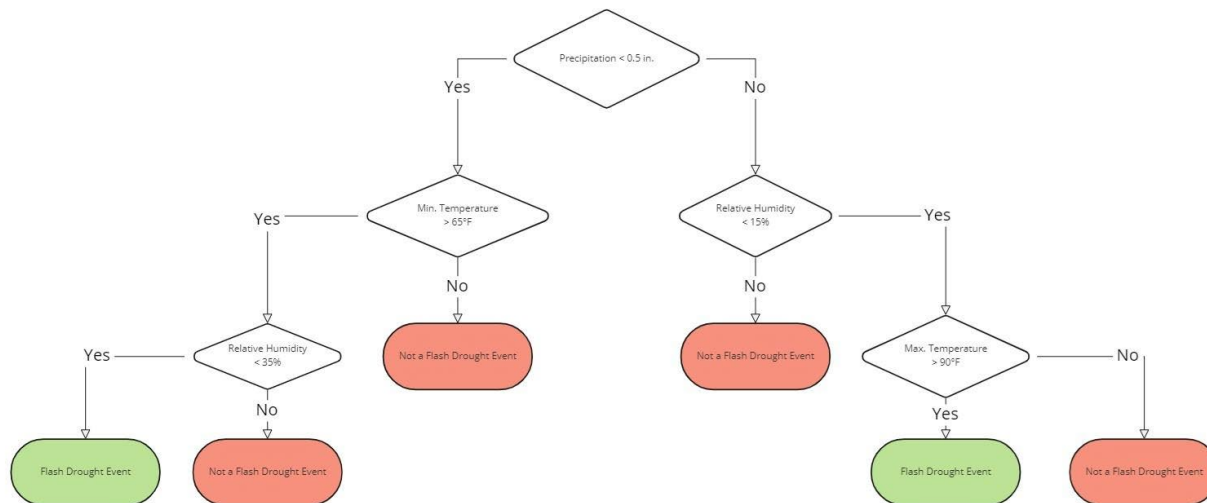 Precipitation < 0.5 in.
Yes
No
Min. Temperature
> 65°F
Relative Humidity
< 15%
Yes
Yes
No
No
Relative Humidity
< 35%
Not a Flash Drought Event
Not a Flash Drought Event
Max. Temperature
> 90°F
Yes
No
No
Yes
Flash Drought Event
Not a Flash Drought Event
Flash Drought Event
Not a Flash Drought Event